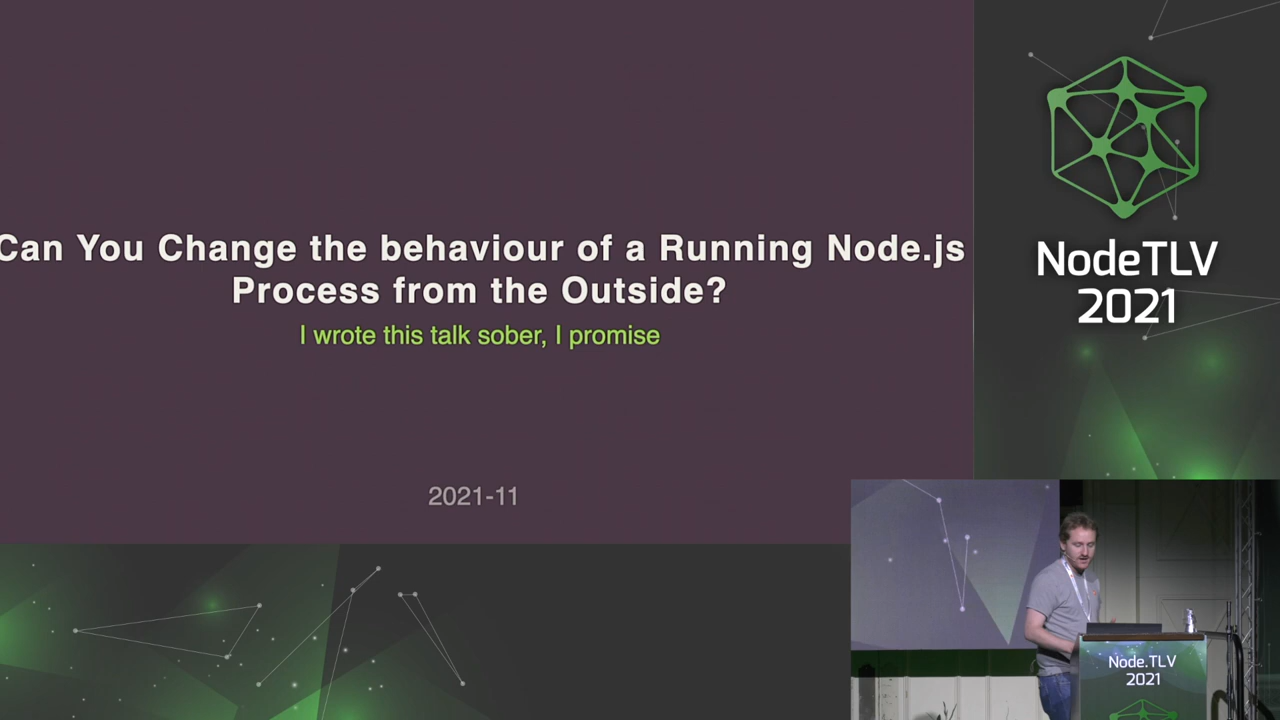 Can You Change the behaviour of a Running Node.js
Process from the Outside?
I wrote this talk sober, I promise
2021-11
NodeTLV
2021
Node.TLV
2021